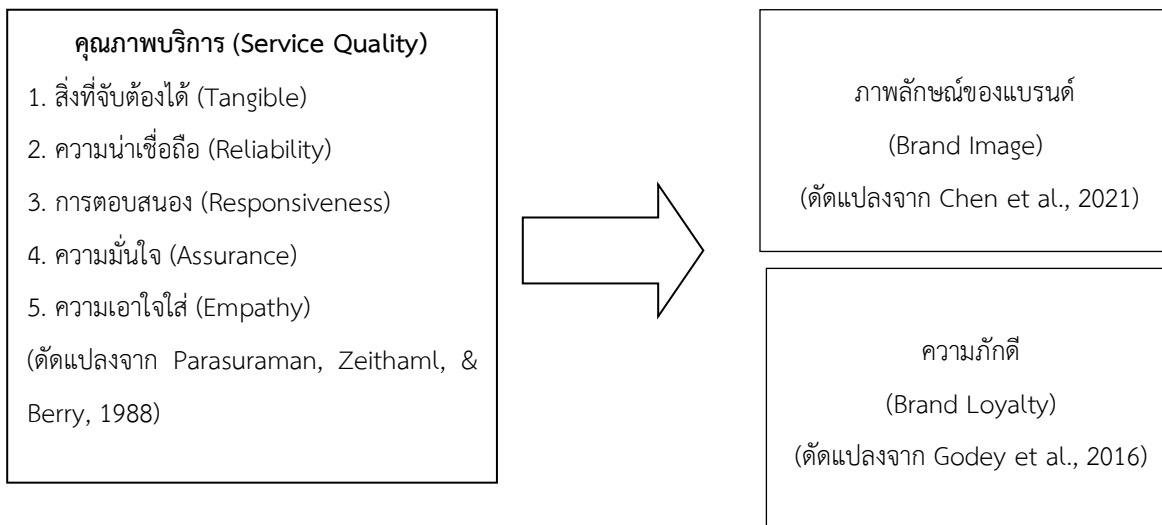 คุณภาพบริการ (Service Quality)
1. สิ่งที่จับต้องได้ (Tangible)
2. ความน่าเชื่อถือ (Reliability)
3. การตอบสนอง (Responsiveness)
4. ความมั่นใจ (Assurance)
5. ความเอาใจใส่ (Empathy)
(ดัดแปลงจาก Parasuraman, Zeithaml, &
Berry, 1988)
ภาพลักษณ์ของแบรนด์
(Brand Image)
(ดัดแปลงจาก Chen et al., 2021)
ความภักดี
(Brand Loyalty)
(ดัดแปลงจาก Godey et al., 2016)